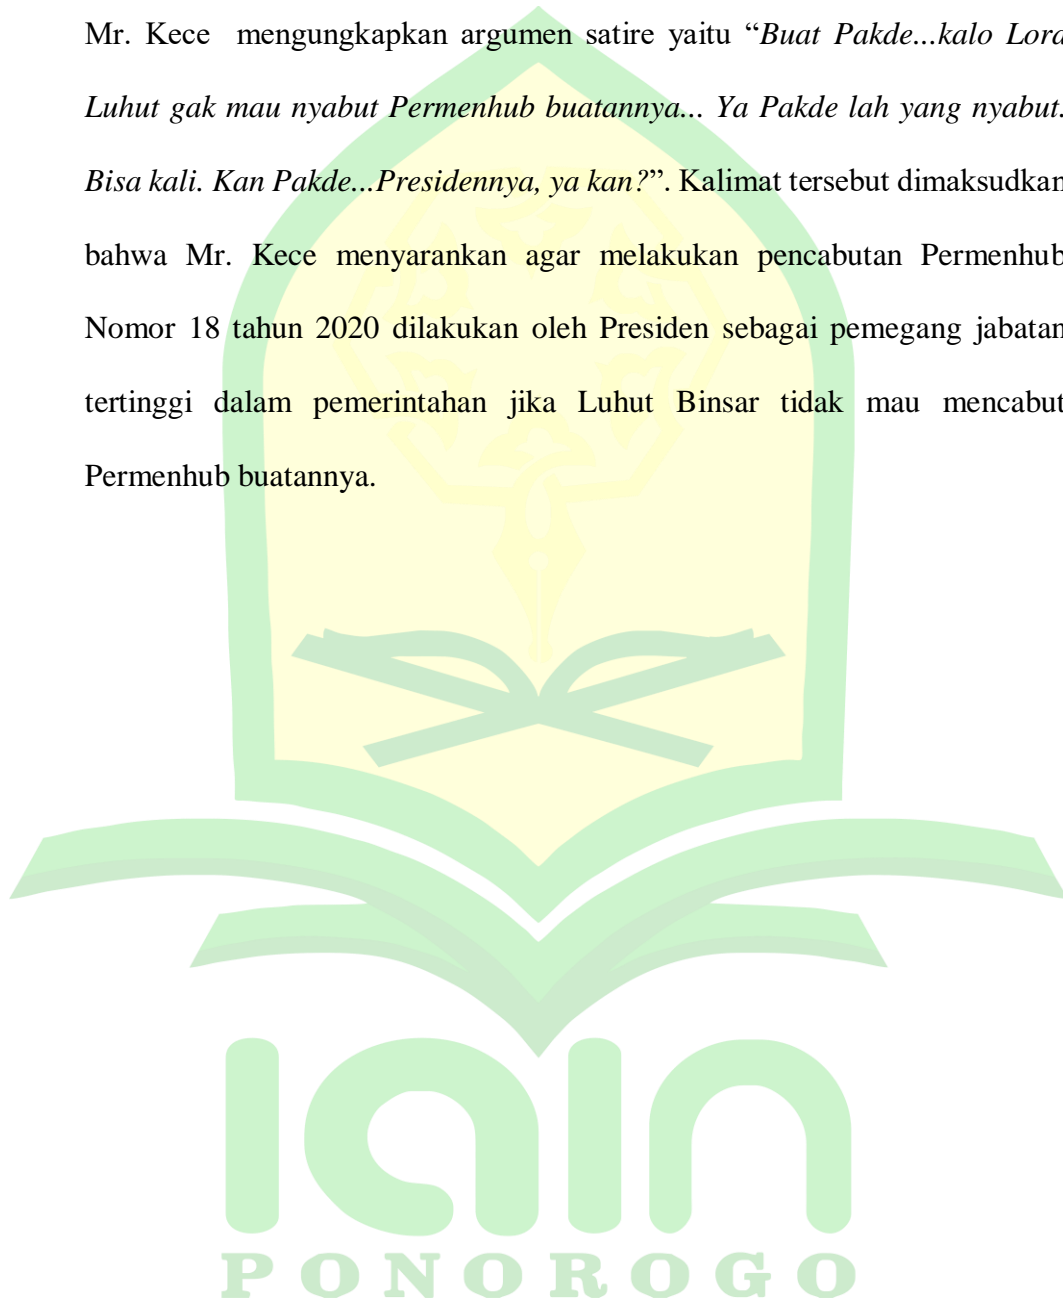 Mr. Kece mengungkapkan argumen satire yaitu “Buat Pakde...kalo Lord
Luhut gak mau nyabut Permenhub buatannya... Ya Pakde lah yang nyabut.
Bisa kali. Kan Pakde...Presidennya, ya kan?”. Kalimat tersebut dimaksudkan
bahwa Mr. Kece menyarankan agar melakukan pencabutan Permenhub
Nomor 18 tahun 2020 dilakukan oleh Presiden sebagai pemegang jabatan
tertinggi dalam pemerintahan jika Luhut Binsar tidak mau mencabut
Permenhub buatannya.
IAIN
PONOROGO